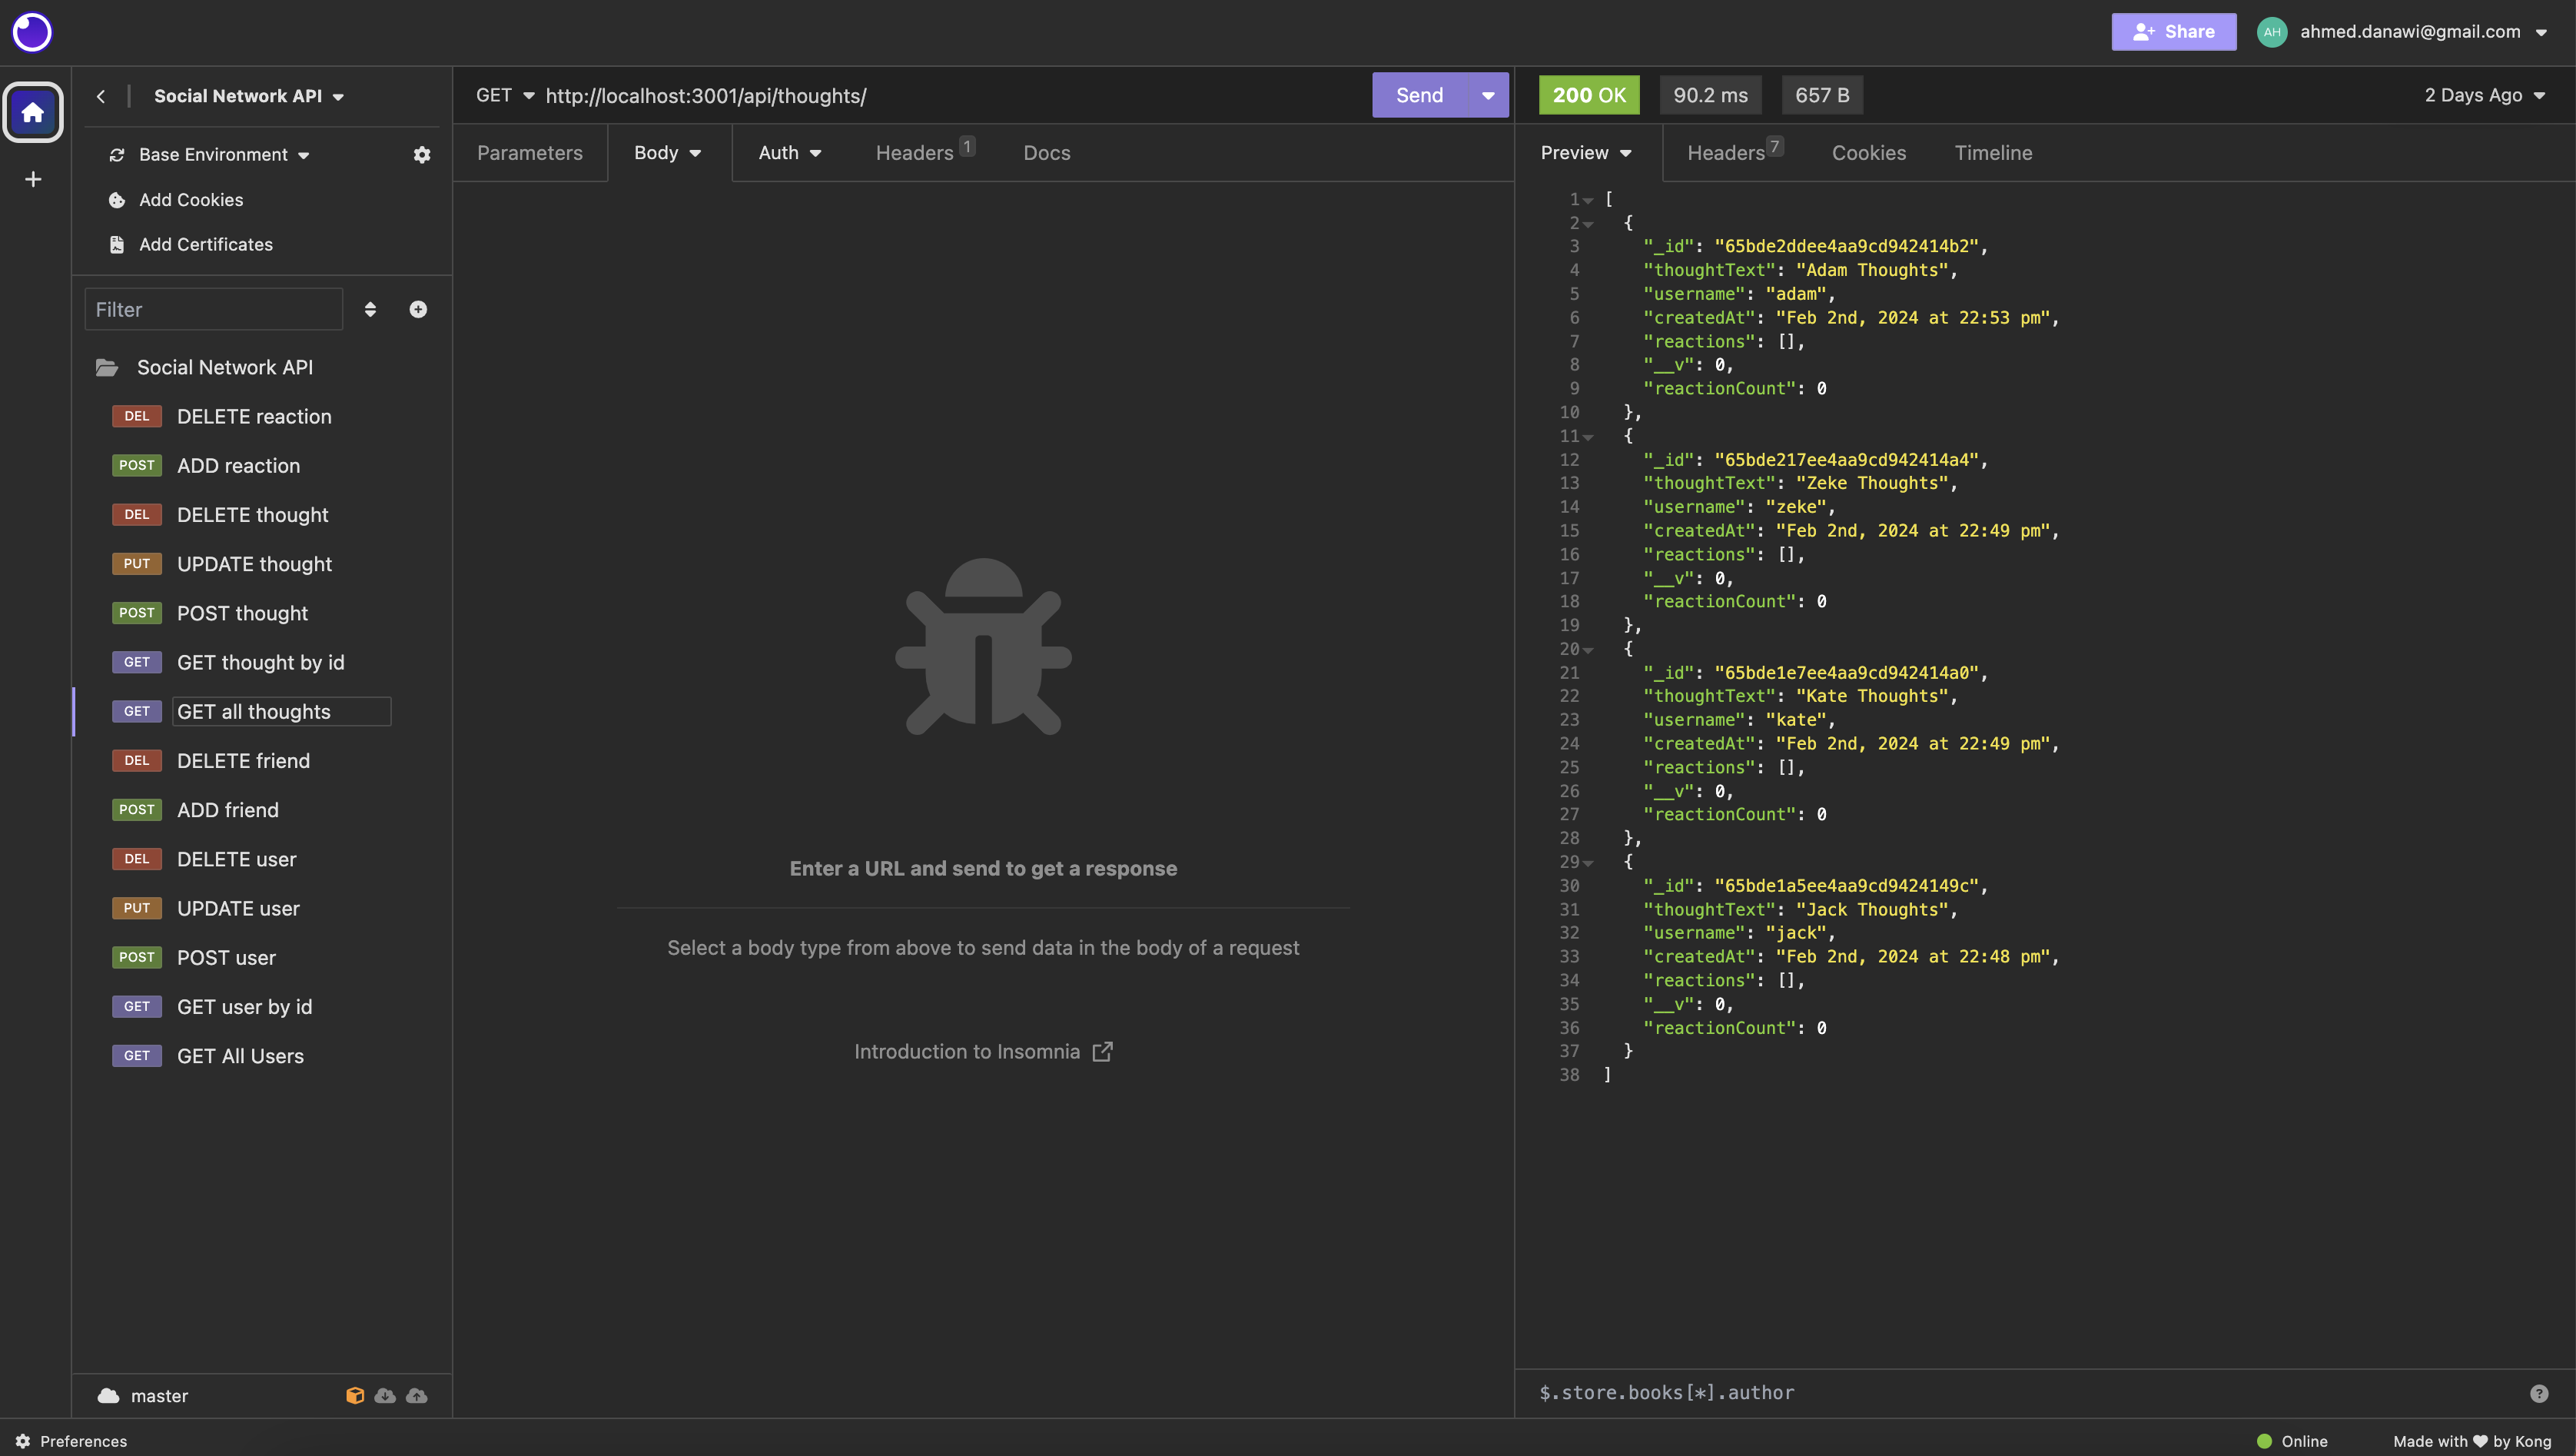 Share
AH
ahmed.danawi@gmail.com
Social Network API
Base Environment
Add Cookies
Add Certificates
Filter
Social Network API
DEL DELETE reaction
POST ADD reaction
DEL DELETE thought
PUT UPDATE thought
POST POST thought
GET GET thought by id
GET GET all thoughts
DEL DELETE friend
POST ADD friend
DEL DELETE user
PUT UPDATE user
POST POST user
GET GET user by id
GET GET All Users
master
GET http://localhost:3001/api/thoughts/
Send
Parameters Body Auth Headers 1 Docs
Enter a URL and send to get a response
Select a body type from above to send data in the body of a request
Introduction to Insomnia
200 OK 90.2 ms 657 B 2 Days Ago
Preview Headers 7 Cookies Timeline
1 [
2 {
3 "_id": "65bde2ddee4aa9cd942414b2",
4 "thoughtText": "Adam Thoughts",
5 "username": "adam",
6 "createdAt": "Feb 2nd, 2024 at 22:53 pm",
7 "reactions": [],
8 "__v": 0,
9 "reactionCount": 0
10 },
11 {
12 "_id": "65bde217ee4aa9cd942414a4",
13 "thoughtText": "Zeke Thoughts",
14 "username": "zeke",
15 "createdAt": "Feb 2nd, 2024 at 22:49 pm",
16 "reactions": [],
17 "__v": 0,
18 "reactionCount": 0
19 },
20 {
21 "_id": "65bde1e7ee4aa9cd942414a0",
22 "thoughtText": "Kate Thoughts",
23 "username": "kate",
24 "createdAt": "Feb 2nd, 2024 at 22:49 pm",
25 "reactions": [],
26 "__v": 0,
27 "reactionCount": 0
28 },
29 {
30 "_id": "65bde1a5ee4aa9cd9424149c",
31 "thoughtText": "Jack Thoughts",
32 "username": "jack",
33 "createdAt": "Feb 2nd, 2024 at 22:48 pm",
34 "reactions": [],
35 "__v": 0,
36 "reactionCount": 0
37 }
38 ]
$.store.books[*].author
Preferences
Online
Made with ♥ by Kong